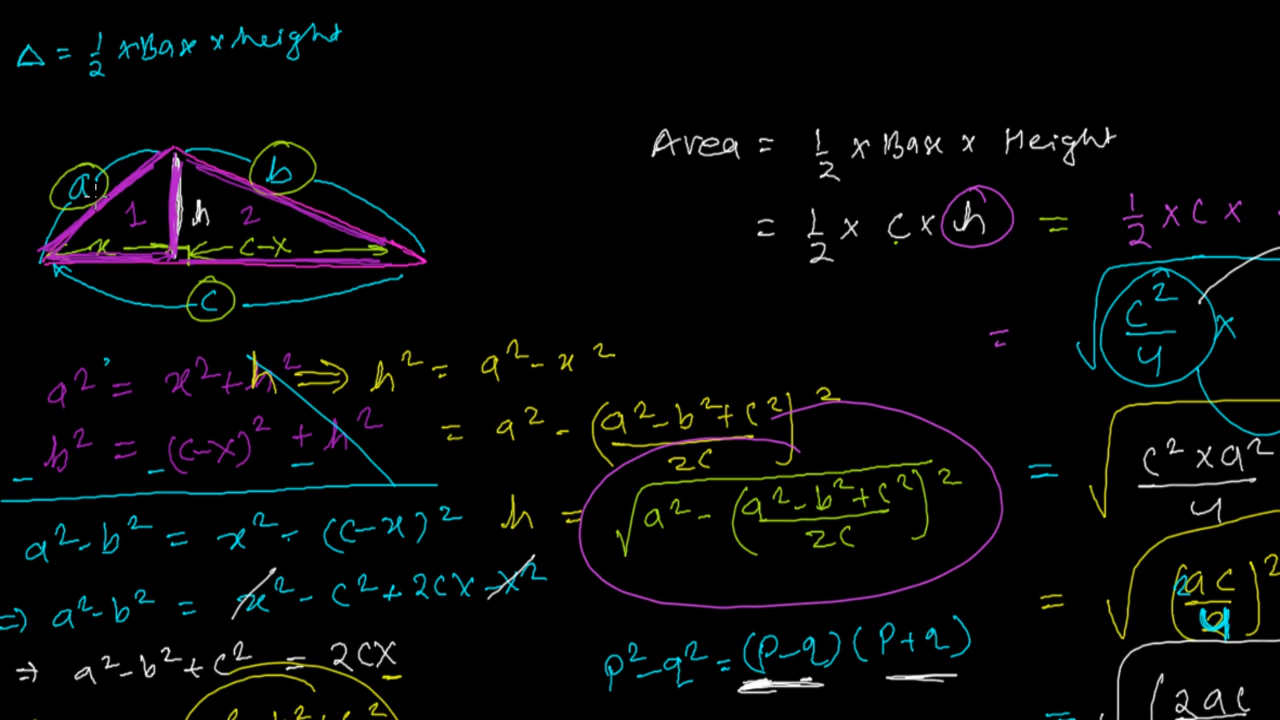 Δ = 1/2 x Base x height
a b
1 h 2
x c-x
c
a² = x² + h² ⇒ h² = a² - x²
b² = (c-x)² + h² = a² - (a² - b² + c² / 2c)²
a² - b² = x² - (c-x)² h = √(a² - (a² - b² + c² / 2c)²)
⇒ a² - b² = x² - c² + 2cx - x²
⇒ a² - b² + c² = 2cx
p² - q² = (p-q)(p+q)
Area = 1/2 x Base x Height
= 1/2 x c x h = 1/2 x c x
= √ c²/4 x
= √ c² x a² / 4